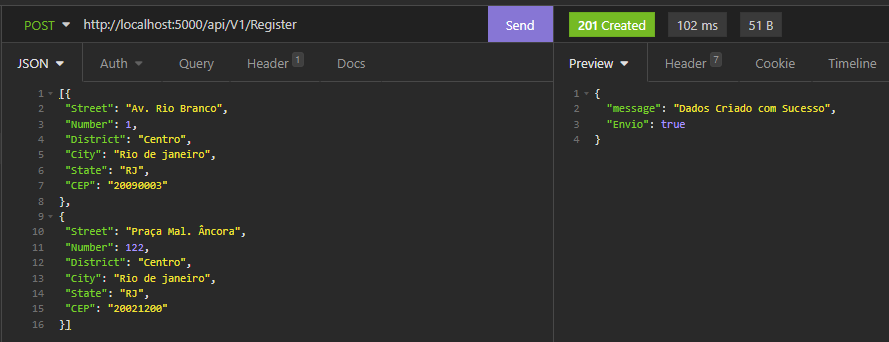 POST http://localhost:5000/api/V1/Register Send 201 Created 102 ms 51 B
JSON Auth Query Header 1 Docs Preview Header 7 Cookie Timeline
1 [{
2 "Street": "Av. Rio Branco",
3 "Number": 1,
4 "District": "Centro",
5 "City": "Rio de janeiro",
6 "State": "RJ",
7 "CEP": "20090003"
8 },
9 {
10 "Street": "Praça Mal. Âncora",
11 "Number": 122,
12 "District": "Centro",
13 "City": "Rio de janeiro",
14 "State": "RJ",
15 "CEP": "20021200"
16 }]
1 {
2 "message": "Dados Criado com Sucesso",
3 "Envio": true
4 }